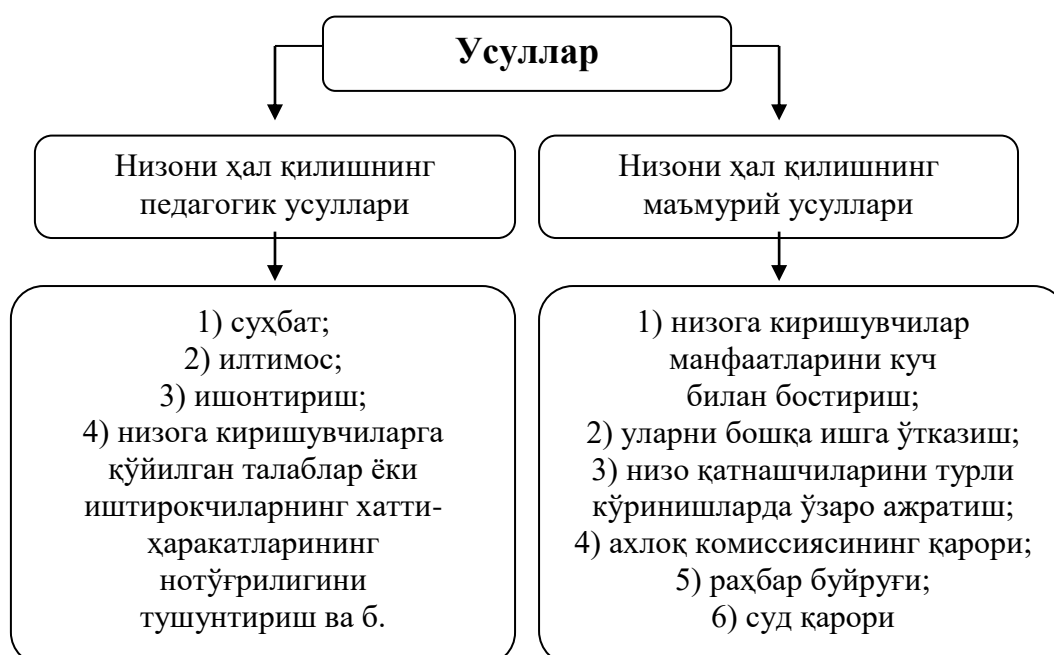 Усуллар
Низони ҳал қилишнинг
педагогик усуллари
Низони ҳал қилишнинг
маъмурий усуллари
1) суҳбат;
2) илтимос;
3) ишонтириш;
4) низога киришувчиларга
қўйилган талаблар ёки
иштирокчиларнинг хатти-
ҳаракатларининг
нотўғрилигини
тушунтириш ва б.
1) низога киришувчилар
манфаатларини куч
билан бостириш;
2) уларни бошқа ишга ўтказиш;
3) низо қатнашчиларини турли
кўринишларда ўзаро ажратиш;
4) ахлоқ комиссиясининг қарори;
5) раҳбар буйруғи;
6) суд қарори